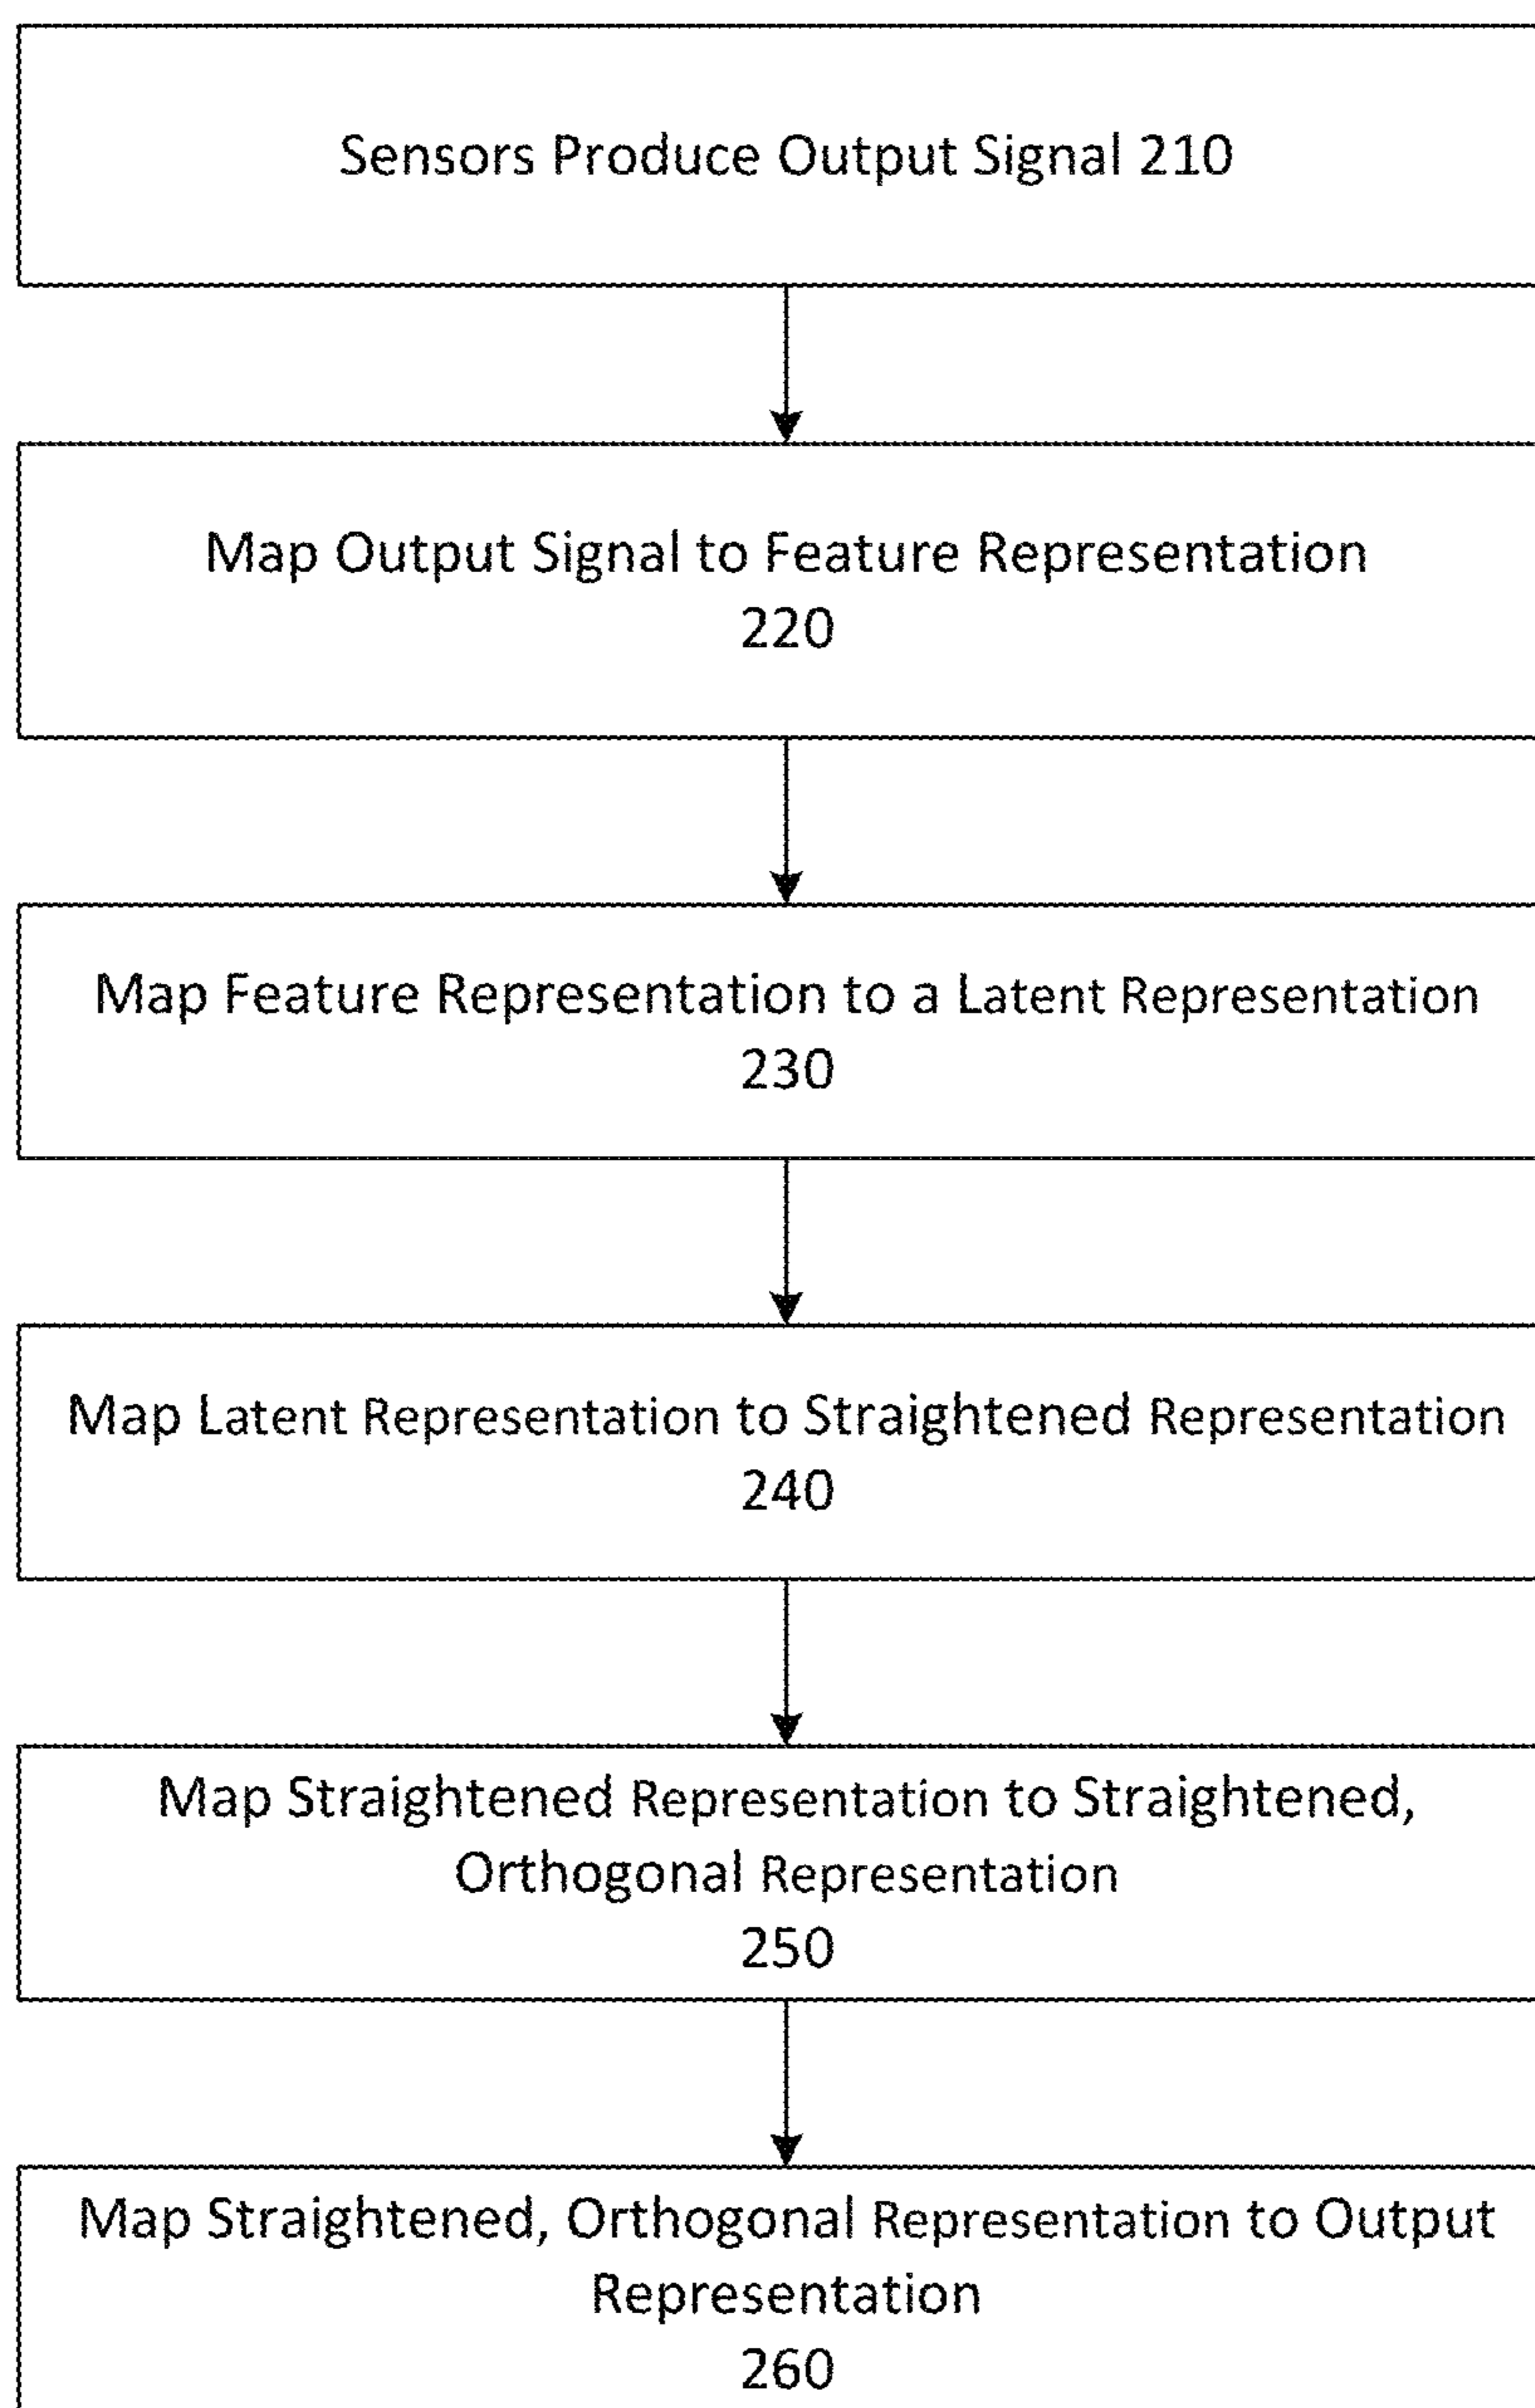 Sensors Produce Output Signal 210
Map Output Signal to Feature Representation
220
Map Feature Representation to a Latent Representation
230
Map Latent Representation to Straightened Representation
240
Map Straightened Representation to Straightened,
Orthogonal Representation
250
Map Straightened, Orthogonal Representation to Output
Representation
260